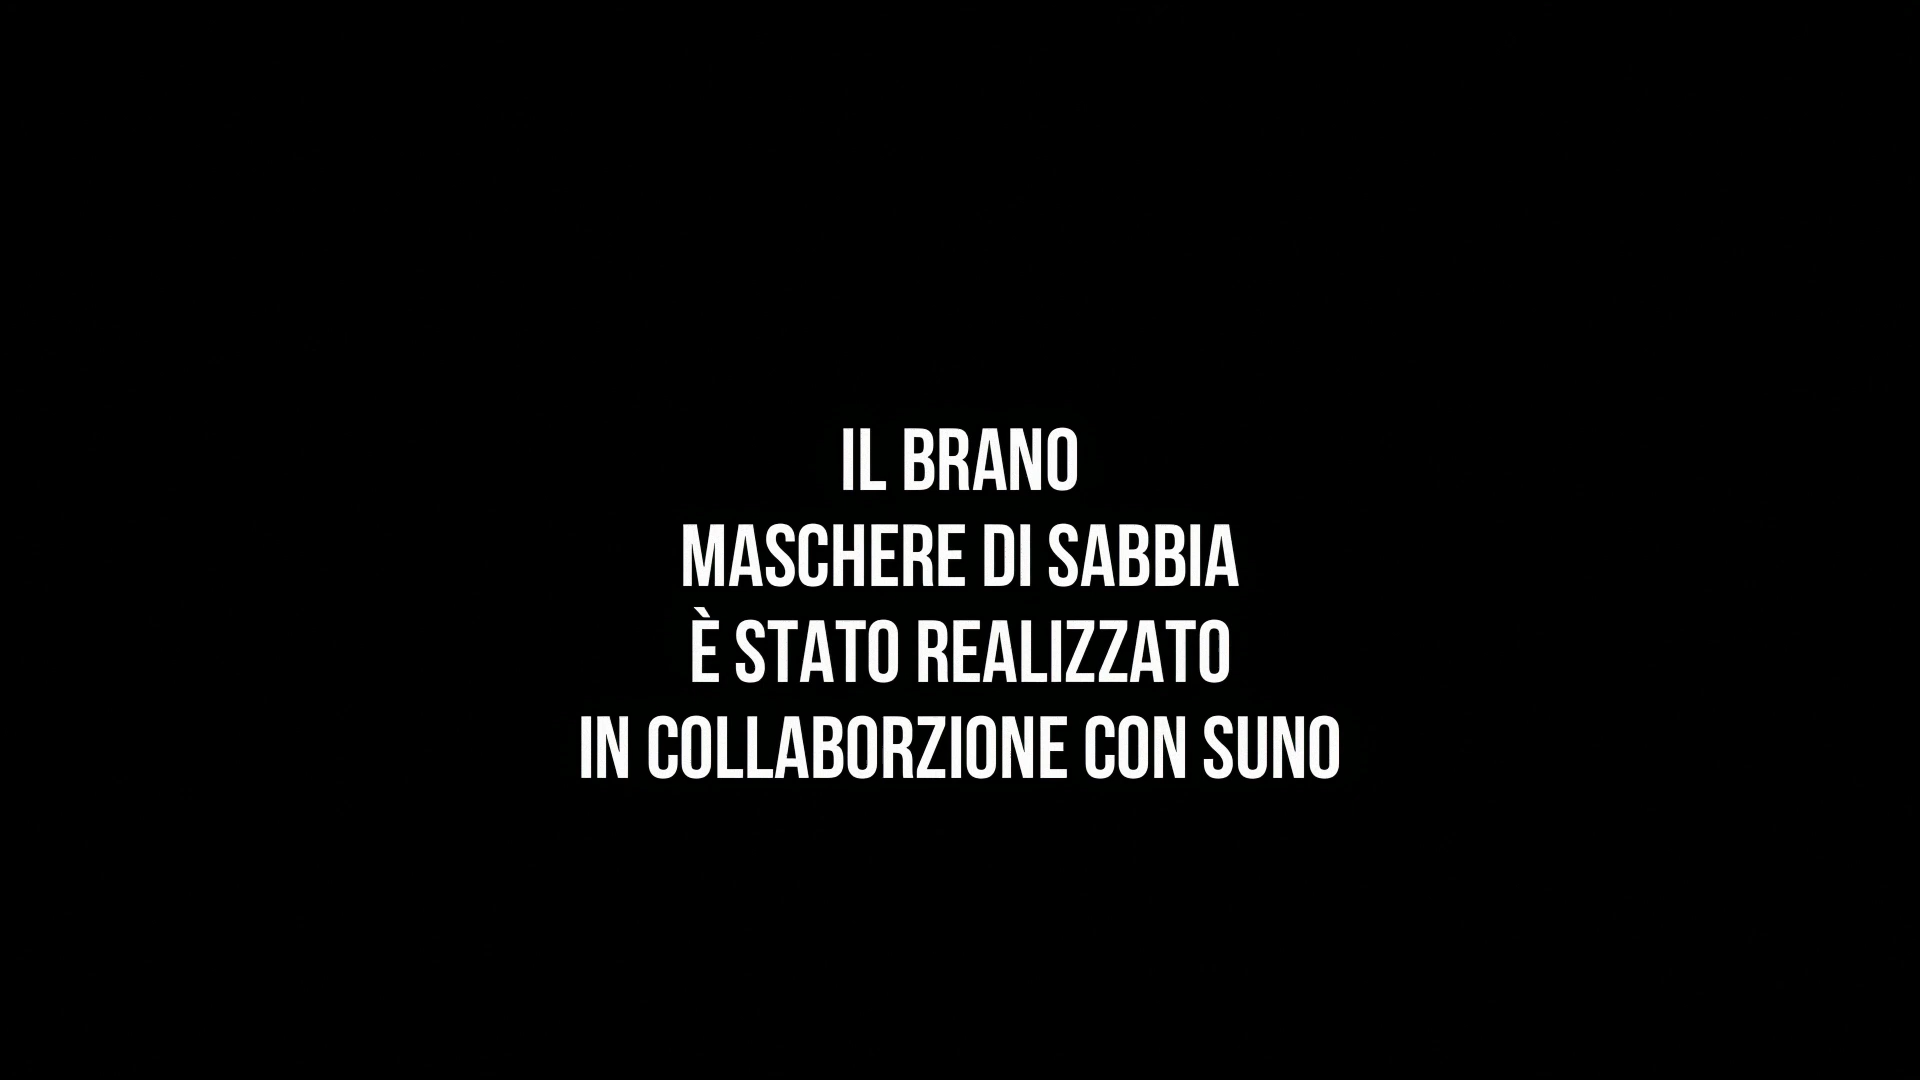 IL BRANO
MASCHERE DI SABBIA
È STATO REALIZZATO
IN COLLABORZIONE CON SUNO